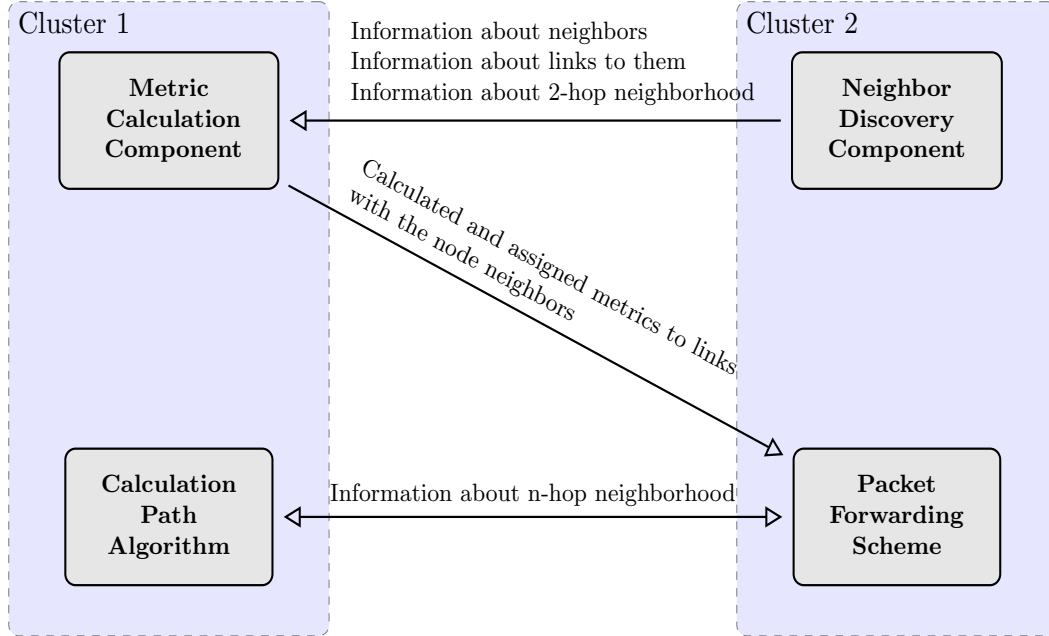 Cluster 1
Metric
Calculation
Component
Information about neighbors
Information about links to them
Information about 2-hop neighborhood
Cluster 2
Neighbor
Discovery
Component
Calculated and assigned metrics to links
with the node neighbors
Calculation
Path
Algorithm
Information about n-hop neighborhood
Packet
Forwarding
Scheme